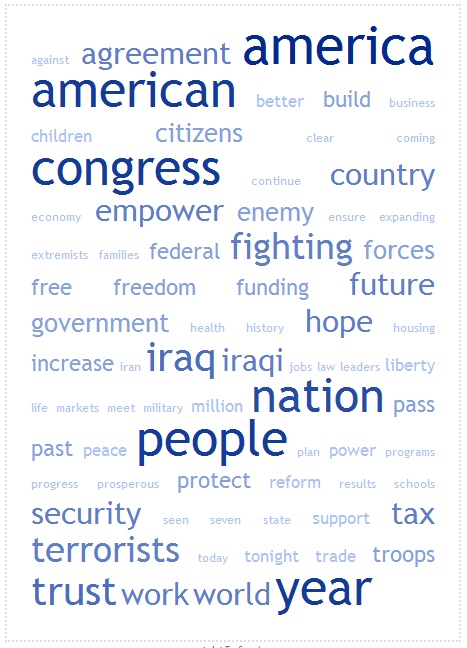 against agreement america
american better build business
children citizens clear coming
congress continue country
economy empower enemy ensure expanding
extremists families federal fighting forces
free freedom funding future
government health history hope housing
increase iran iraq iraqi jobs law leaders liberty
life markets meet military million nation pass
past peace people plan power programs
progress prosperous protect reform results schools
security seen seven state support tax
terrorists today tonight trade troops
trust work world year